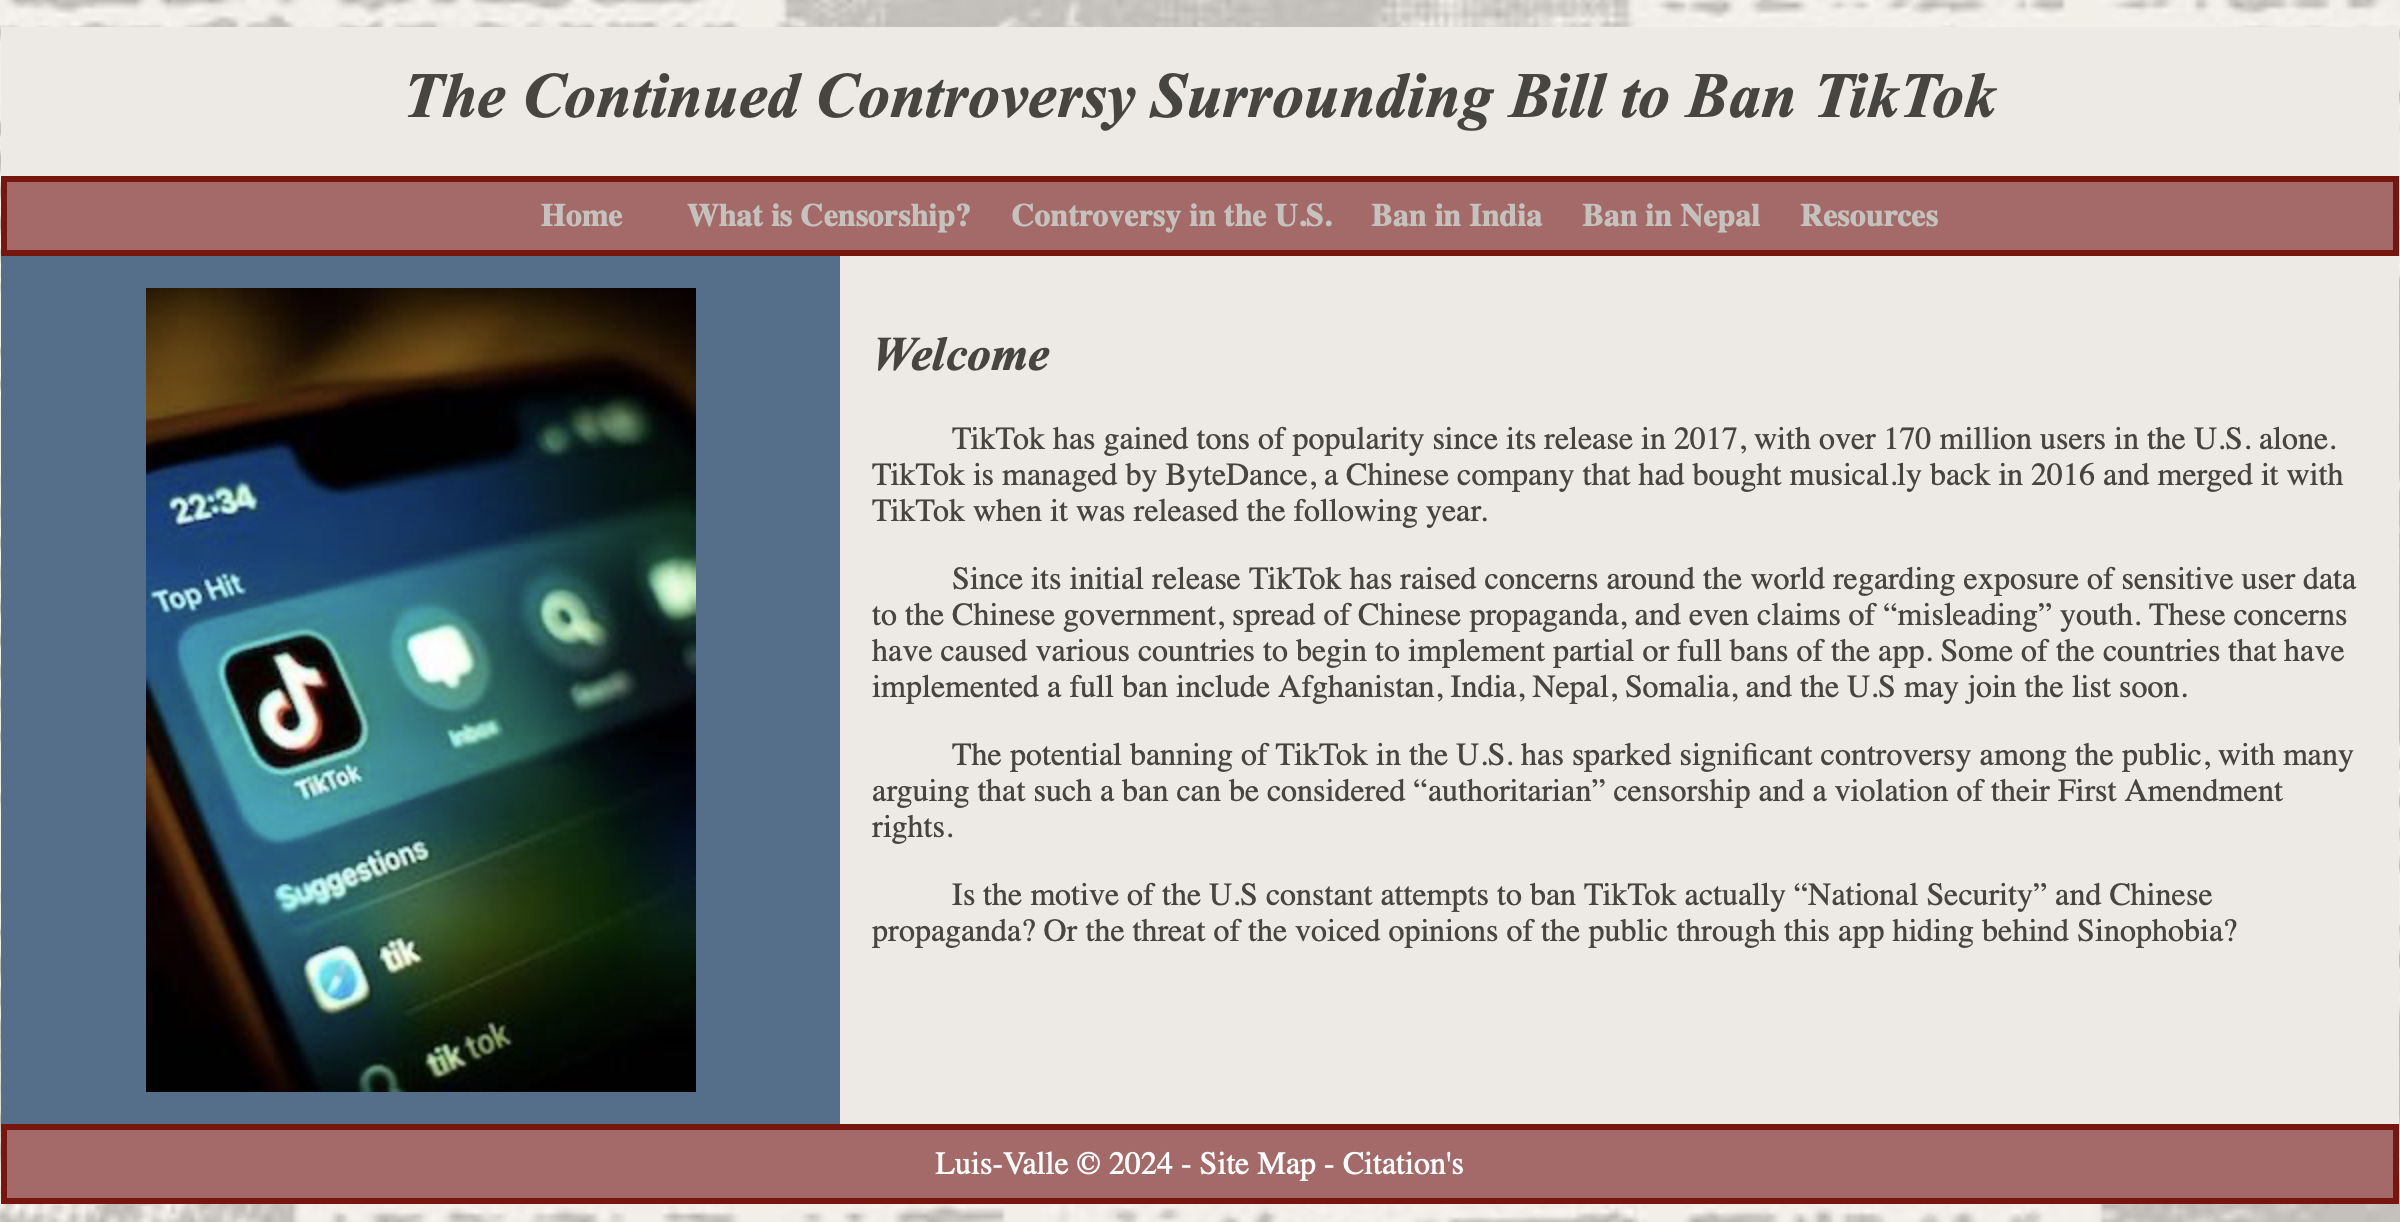 The Continued Controversy Surrounding Bill to Ban TikTok
Home What is Censorship? Controversy in the U.S. Ban in India Ban in Nepal Resources
22:34
Top Hit
TikTok
Inbox
Suggestions
tik
tik tok
Welcome
TikTok has gained tons of popularity since its release in 2017, with over 170 million users in the U.S. alone.
TikTok is managed by ByteDance, a Chinese company that had bought musical.ly back in 2016 and merged it with
TikTok when it was released the following year.
Since its initial release TikTok has raised concerns around the world regarding exposure of sensitive user data
to the Chinese government, spread of Chinese propaganda, and even claims of “misleading” youth. These concerns
have caused various countries to begin to implement partial or full bans of the app. Some of the countries that have
implemented a full ban include Afghanistan, India, Nepal, Somalia, and the U.S may join the list soon.
The potential banning of TikTok in the U.S. has sparked significant controversy among the public, with many
arguing that such a ban can be considered “authoritarian” censorship and a violation of their First Amendment
rights.
Is the motive of the U.S constant attempts to ban TikTok actually “National Security” and Chinese
propaganda? Or the threat of the voiced opinions of the public through this app hiding behind Sinophobia?
Luis-Valle © 2024 - Site Map - Citation's